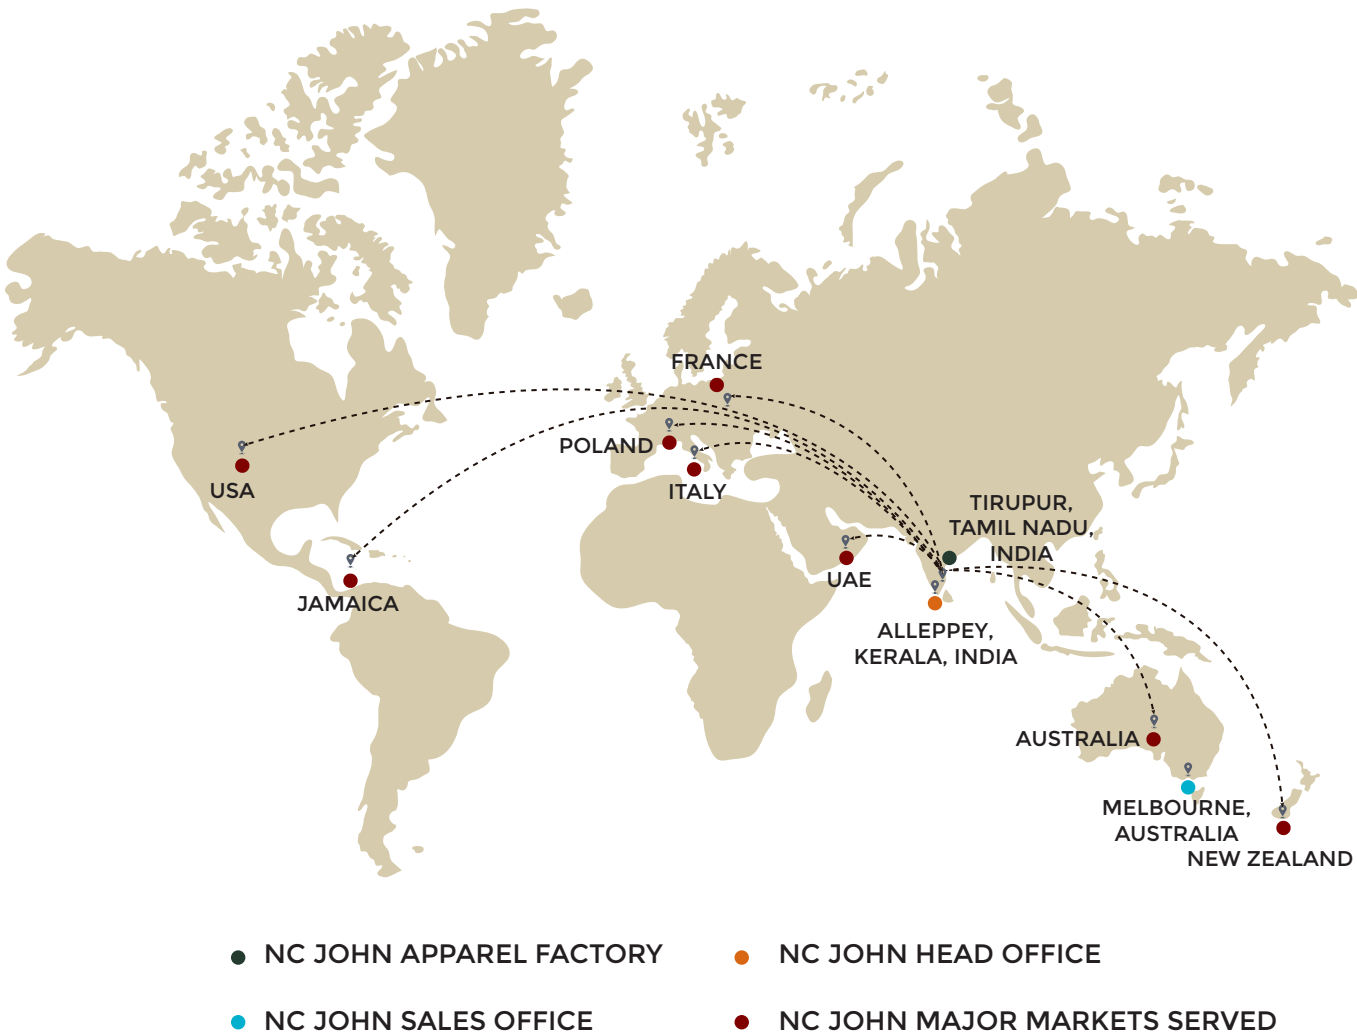 FRANCE
POLAND
ITALY
USA
TIRUPUR,
TAMIL NADU,
INDIA
UAE
JAMAICA
ALLEPPEY,
KERALA, INDIA
AUSTRALIA
MELBOURNE,
AUSTRALIA
NEW ZEALAND
NC JOHN APPAREL FACTORY
NC JOHN HEAD OFFICE
NC JOHN SALES OFFICE
NC JOHN MAJOR MARKETS SERVED